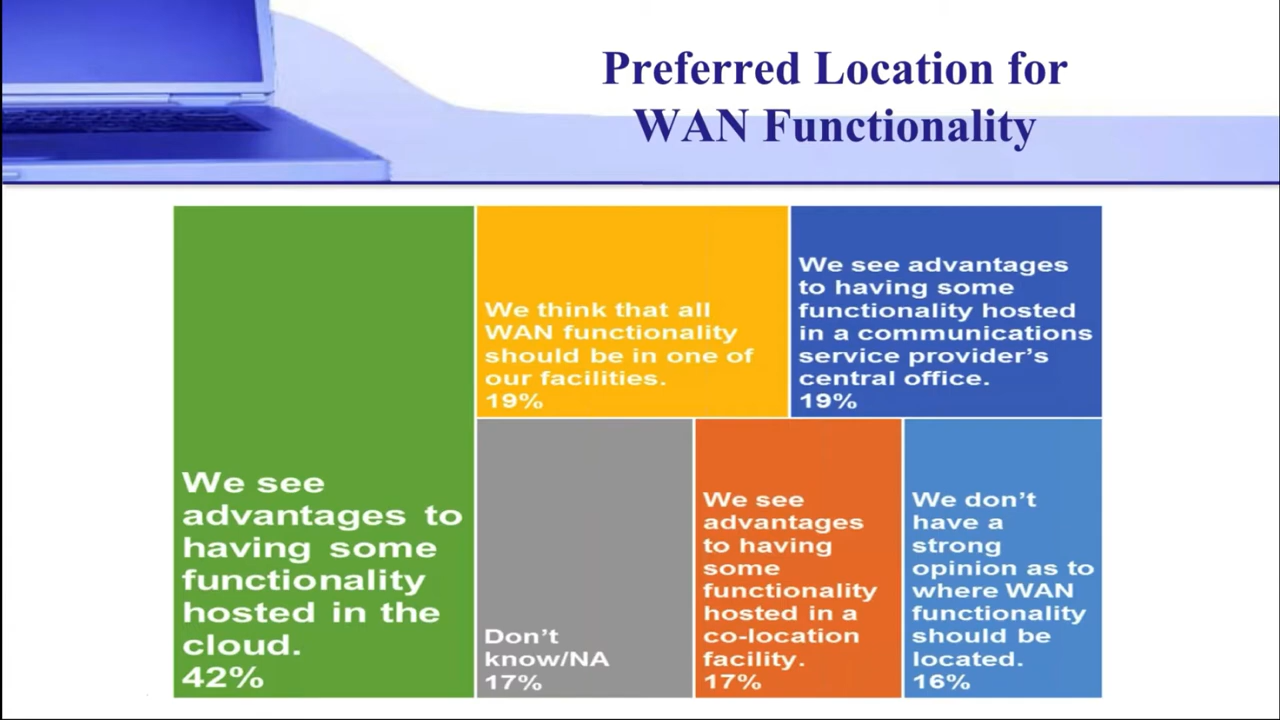 Preferred Location for
WAN Functionality
We see
advantages to
having some
functionality
hosted in the
cloud.
42%
We think that all
WAN functionality
should be in one of
our facilities.
19%
We see advantages
to having some
functionality hosted
in a communications
service provider’s
central office.
19%
Don’t
know/NA
17%
We see
advantages
to having
some
functionality
hosted in a
co-location
facility.
17%
We don’t
have a
strong
opinion as to
where WAN
functionality
should be
located.
16%